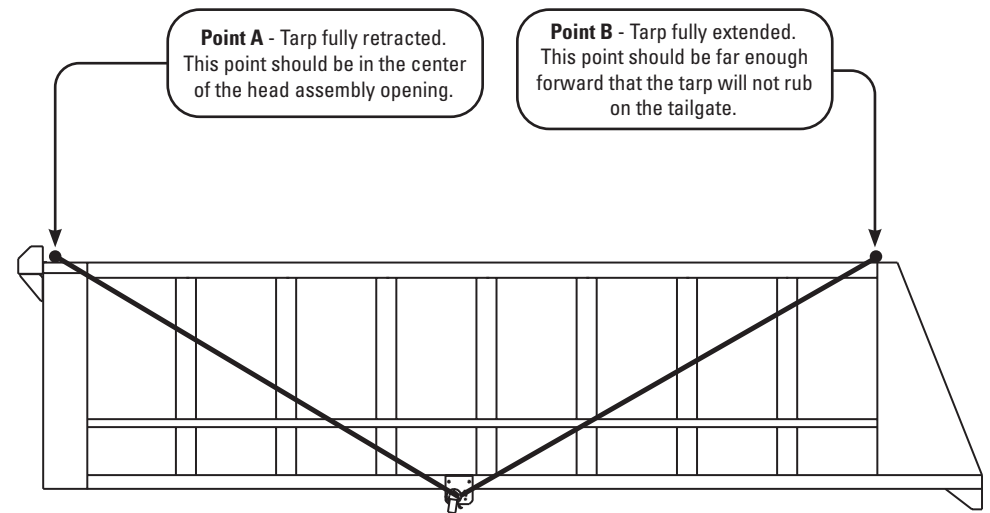 Point A - Tarp fully retracted.
This point should be in the center
of the head assembly opening.
Point B - Tarp fully extended.
This point should be far enough
forward that the tarp will not rub
on the tailgate.